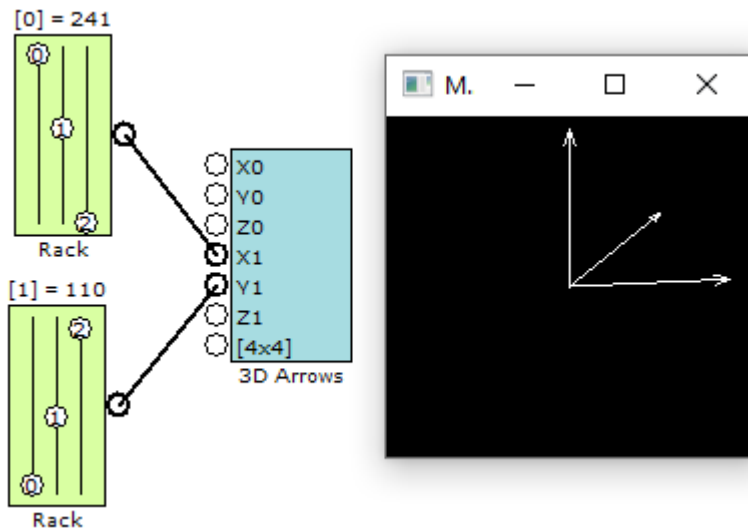 [0] = 241
0
1
2
Rack
[1] = 110
2
1
0
Rack
X0
Y0
Z0
X1
Y1
Z1
[4x4]
3D Arrows
M.